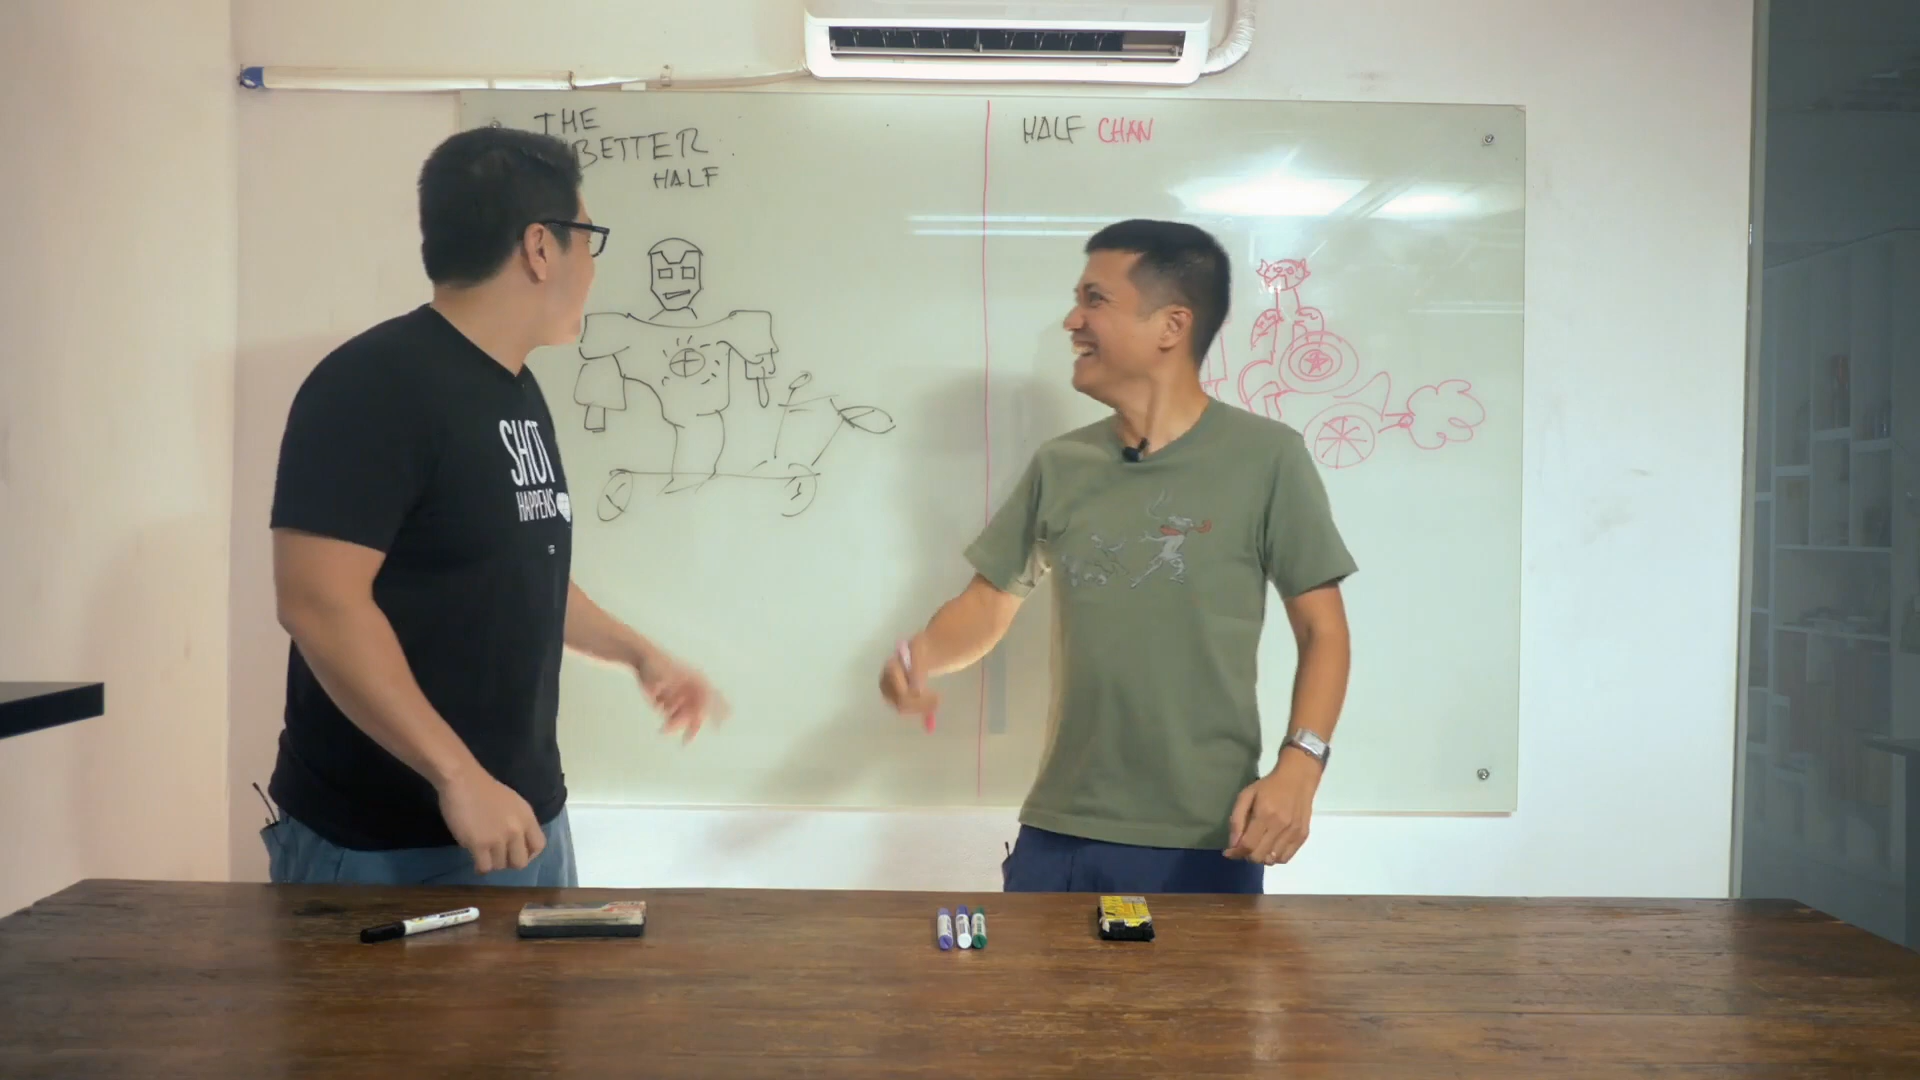 THE
BETTER
HALF
HALF CHAN
SHOT
HAPPENS